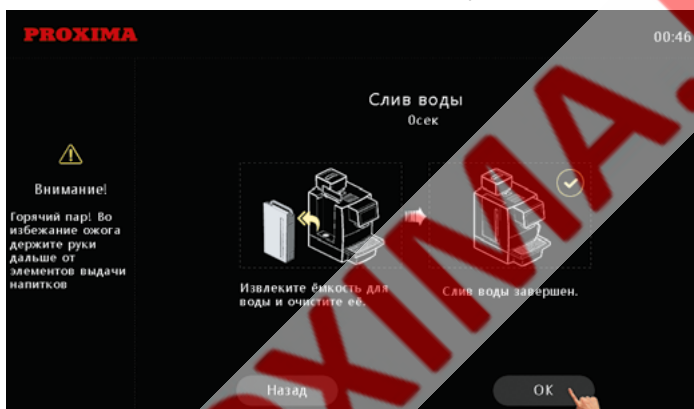 PROXIMA
00:46
Слив воды
0сек
Внимание!
Горячий пар! Во
избежание ожога
держите руки
дальше от
элементов выдачи
напитков
Извлеките ёмкость для
воды и очистите её.
Слив воды завершен.
Назад
OK